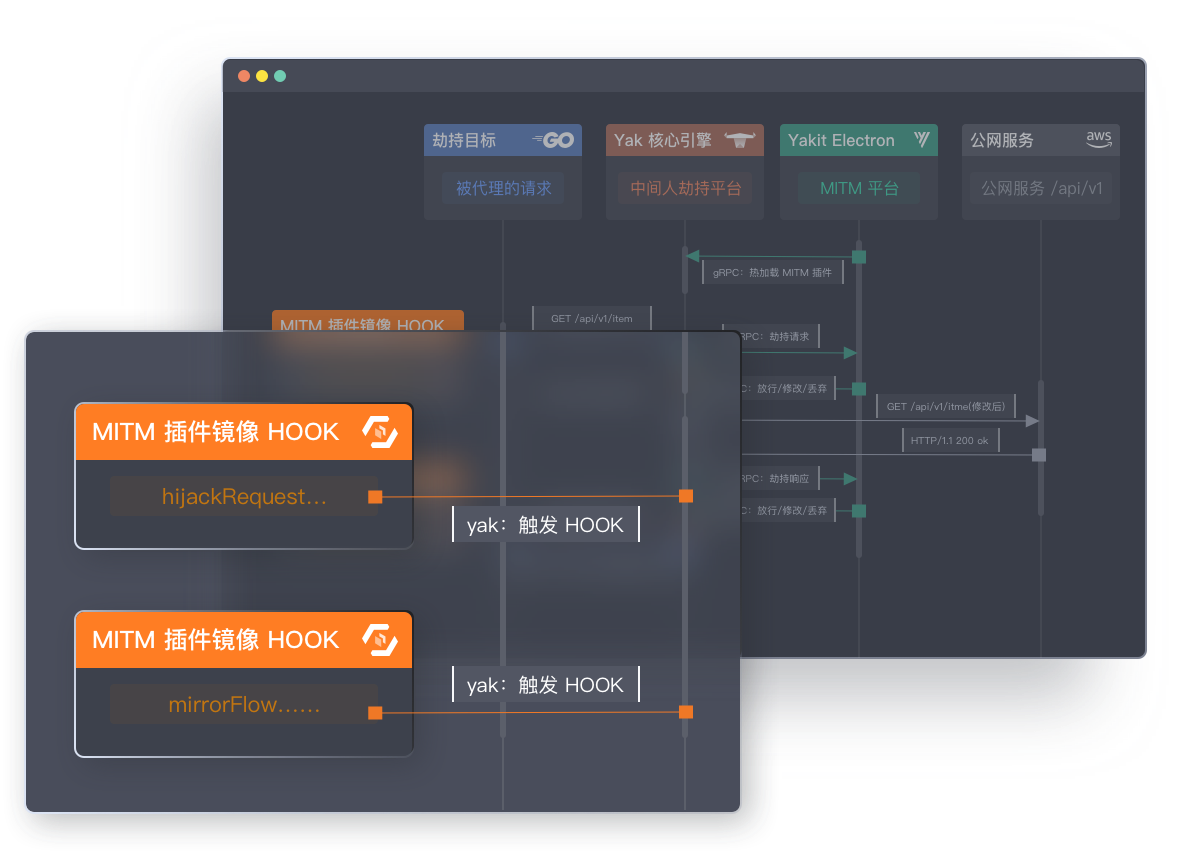 劫持目标
GO
Yak 核心引擎
Yakit Electron
公网服务
aws
被代理的请求
中间人劫持平台
MITM 平台
公网服务 /api/v1
gRPC：热加载 MITM 插件
MITM 插件镜像 HOOK
GET /api/v1/item
RPC：劫持请求
C：放行/修改/丢弃
GET /api/v1/itme(修改后)
HTTP/1.1 200 ok
RPC：劫持响应
C：放行/修改/丢弃
MITM 插件镜像 HOOK
hijackRequest...
yak：触发 HOOK
MITM 插件镜像 HOOK
mirrorFlow......
yak：触发 HOOK